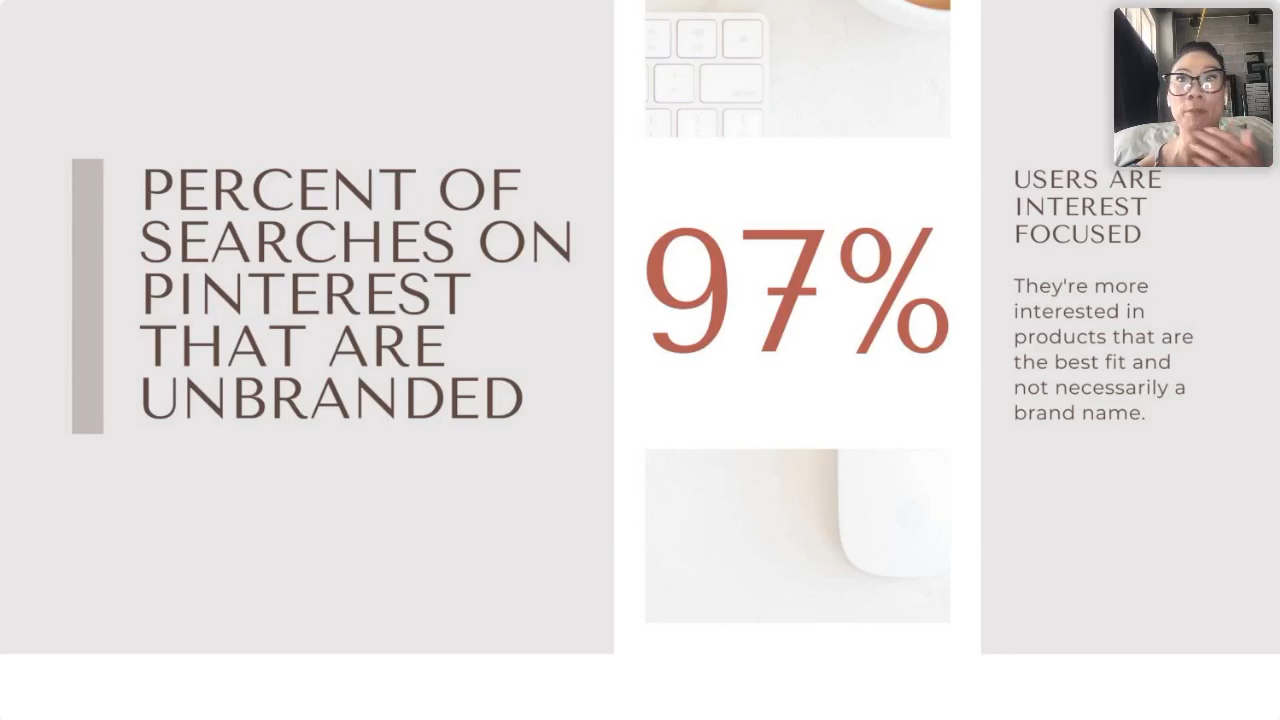 PERCENT OF
SEARCHES ON
PINTEREST
THAT ARE
UNBRANDED
97%
USERS ARE
INTEREST
FOCUSED
They're more
interested in
products that are
the best fit and
not necessarily a
brand name.